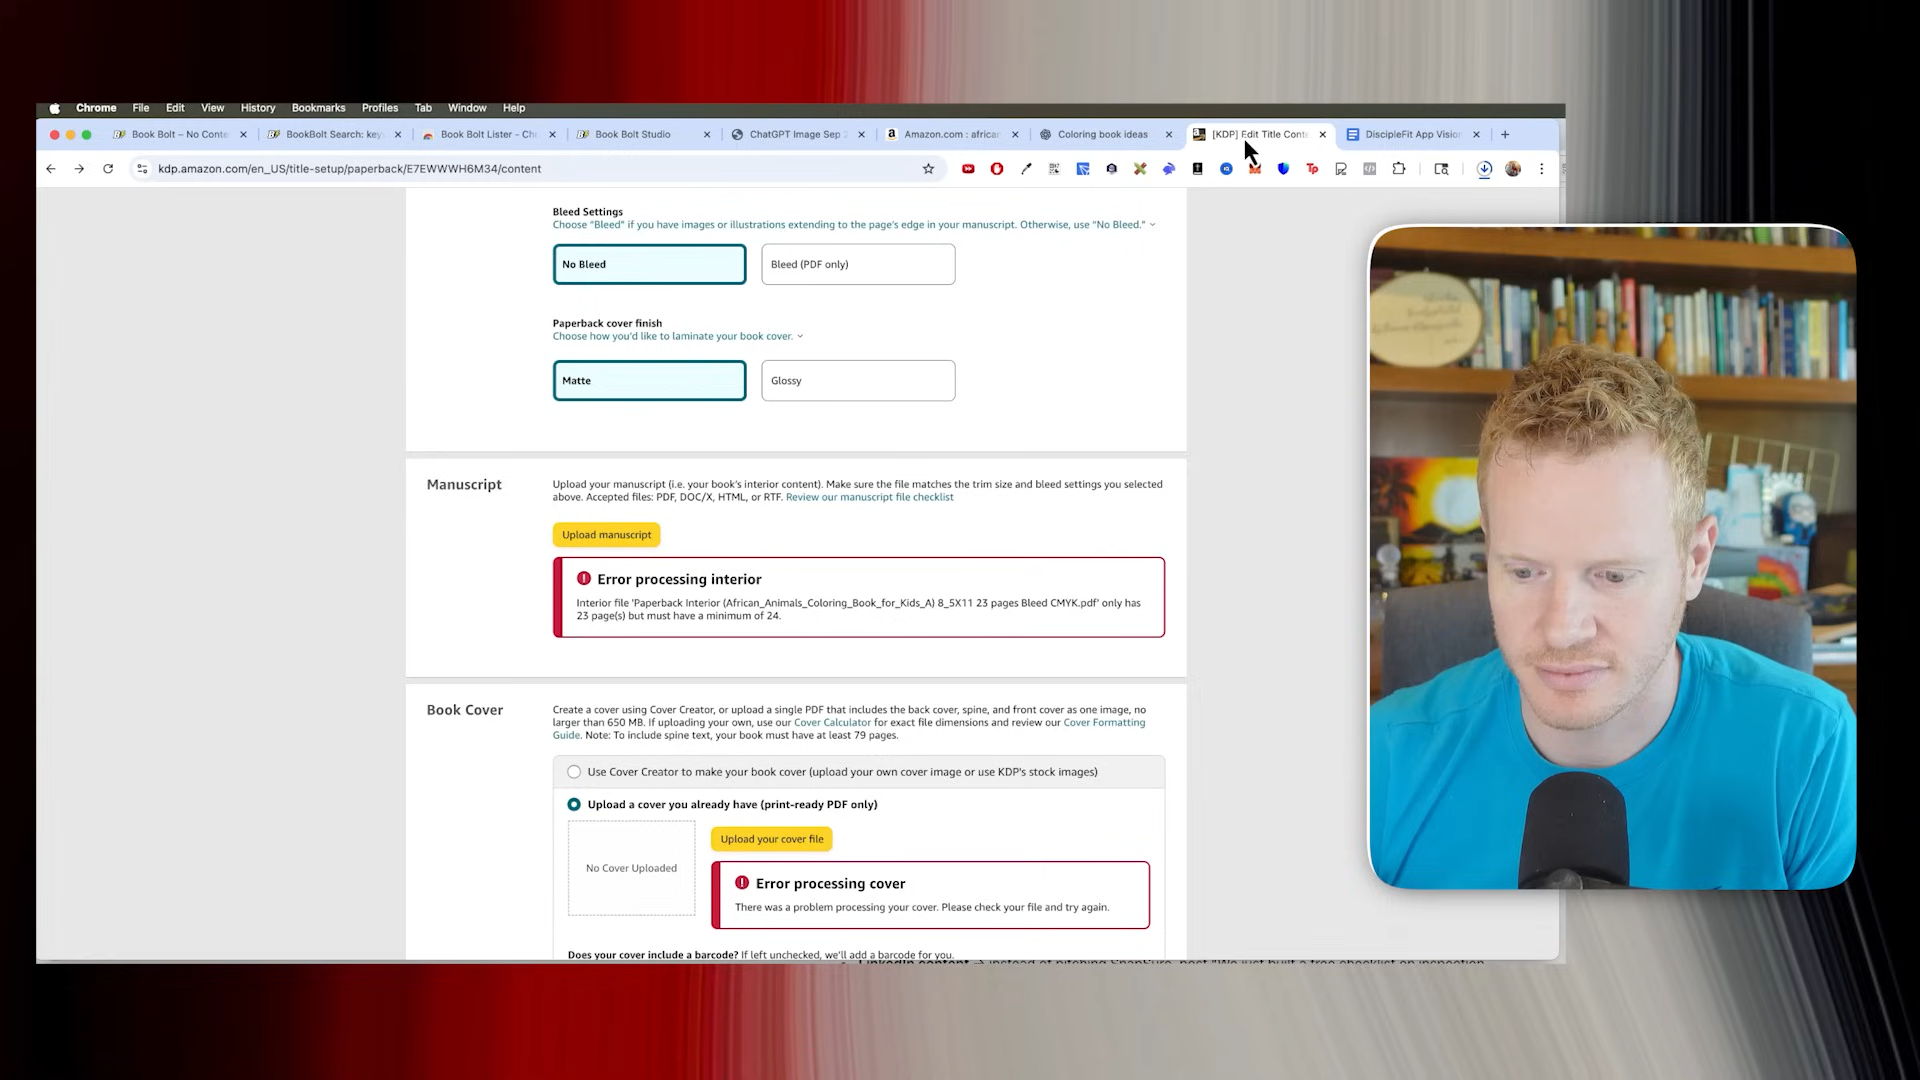 Chrome File Edit View History Bookmarks Profiles Tab Window Help
Book Bolt – No Conte
BookBolt Search: key
Book Bolt Lister - Ch
Book Bolt Studio
ChatGPT Image Sep 2
Amazon.com : africa
Coloring book ideas
[KDP] Edit Title Conte
DiscipleFit App Vision
kdp.amazon.com/en_US/title-setup/paperback/E7EWWWH6M34/content
Bleed Settings
Choose "Bleed" if you have images or illustrations extending to the page's edge in your manuscript. Otherwise, use "No Bleed."
No Bleed
Bleed (PDF only)
Paperback cover finish
Choose how you'd like to laminate your book cover.
Matte
Glossy
Manuscript
Upload your manuscript (i.e. your book's interior content). Make sure the file matches the trim size and bleed settings you selected
above. Accepted files: PDF, DOC/X, HTML, or RTF. Review our manuscript file checklist
Upload manuscript
Error processing interior
Interior file 'Paperback Interior (African_Animals_Coloring_Book_for_Kids_A) 8_5X11 23 pages Bleed CMYK.pdf' only has
23 page(s) but must have a minimum of 24.
Book Cover
Create a cover using Cover Creator, or upload a single PDF that includes the back cover, spine, and front cover as one image, no
larger than 650 MB. If uploading your own, use our Cover Calculator for exact file dimensions and review our Cover Formatting
Guide. Note: To include spine text, your book must have at least 79 pages.
Use Cover Creator to make your book cover (upload your own cover image or use KDP's stock images)
Upload a cover you already have (print-ready PDF only)
No Cover Uploaded
Upload your cover file
Error processing cover
There was a problem processing your cover. Please check your file and try again.
Does your cover include a barcode? If left unchecked, we'll add a barcode for you.